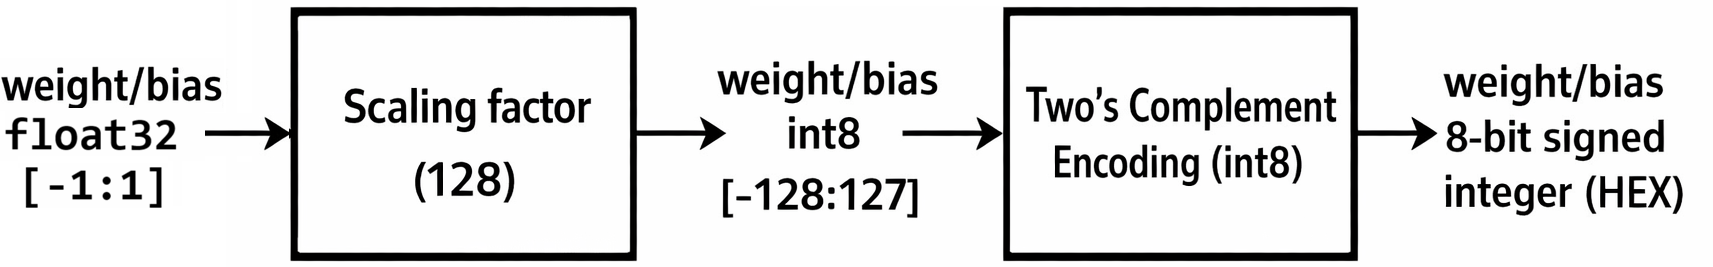 weight/bias
float32
[-1:1]
Scaling factor
(128)
weight/bias
int8
[-128:127]
Two's Complement
Encoding (int8)
weight/bias
8-bit signed
integer (HEX)